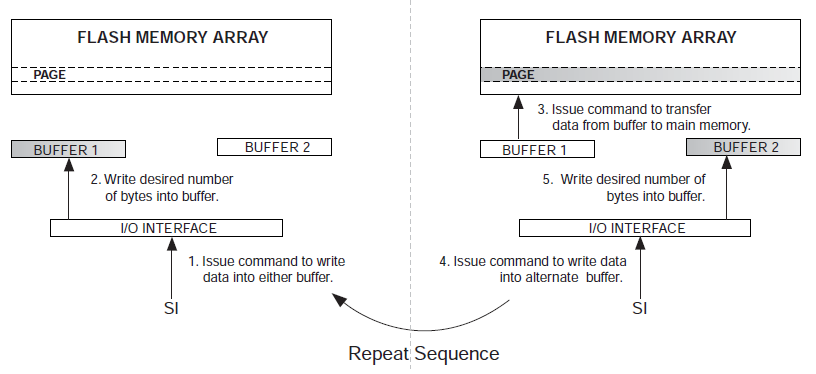 FLASH MEMORY ARRAY
PAGE
BUFFER 1
BUFFER 2
2. Write desired number
of bytes into buffer.
I/O INTERFACE
1. Issue command to write
data into either buffer.
SI
FLASH MEMORY ARRAY
PAGE
3. Issue command to transfer
data from buffer to main memory.
BUFFER 1
BUFFER 2
5. Write desired number of
bytes into buffer.
I/O INTERFACE
4. Issue command to write data
into alternate buffer.
SI
Repeat Sequence